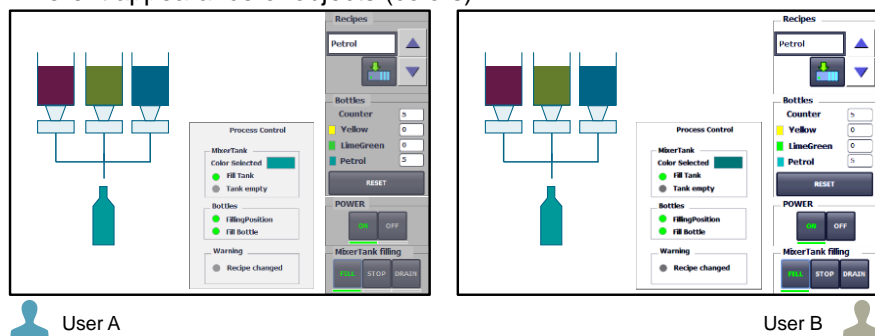 Recipes
Petrol
Bottles
Counter 5
Yellow 0
LimeGreen 0
Petrol 5
RESET
POWER
ON OFF
MixerTank filling
FILL STOP DRAIN
Process Control
MixerTank
Color Selected
Fill Tank
Tank empty
Bottles
FillingPosition
Fill Bottle
Warning
Recipe changed
User A
Recipes
Petrol
Bottles
Counter 5
Yellow 0
LimeGreen 0
Petrol 5
RESET
POWER
ON OFF
MixerTank filling
FILL STOP DRAIN
Process Control
MixerTank
Color Selected
Fill Tank
Tank empty
Bottles
FillingPosition
Fill Bottle
Warning
Recipe changed
User B